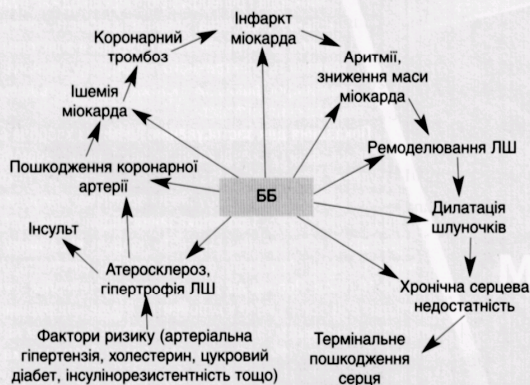 Інфаркт
міокарда
Коронарний
тромбоз
Аритмії,
зниження маси
міокарда
Ішемія
міокарда
Ремоделювання ЛШ
Пошкодження коронарної
артерії
ББ
Дилатація
шлуночків
Інсульт
Атеросклероз,
гіпертрофія ЛШ
Хронічна серцева
недостатність
Фактори ризику (артеріальна
гіпертензія, холестерин, цукровий
діабет, інсулінорезистентність тощо)
Термінальне
пошкодження
серця